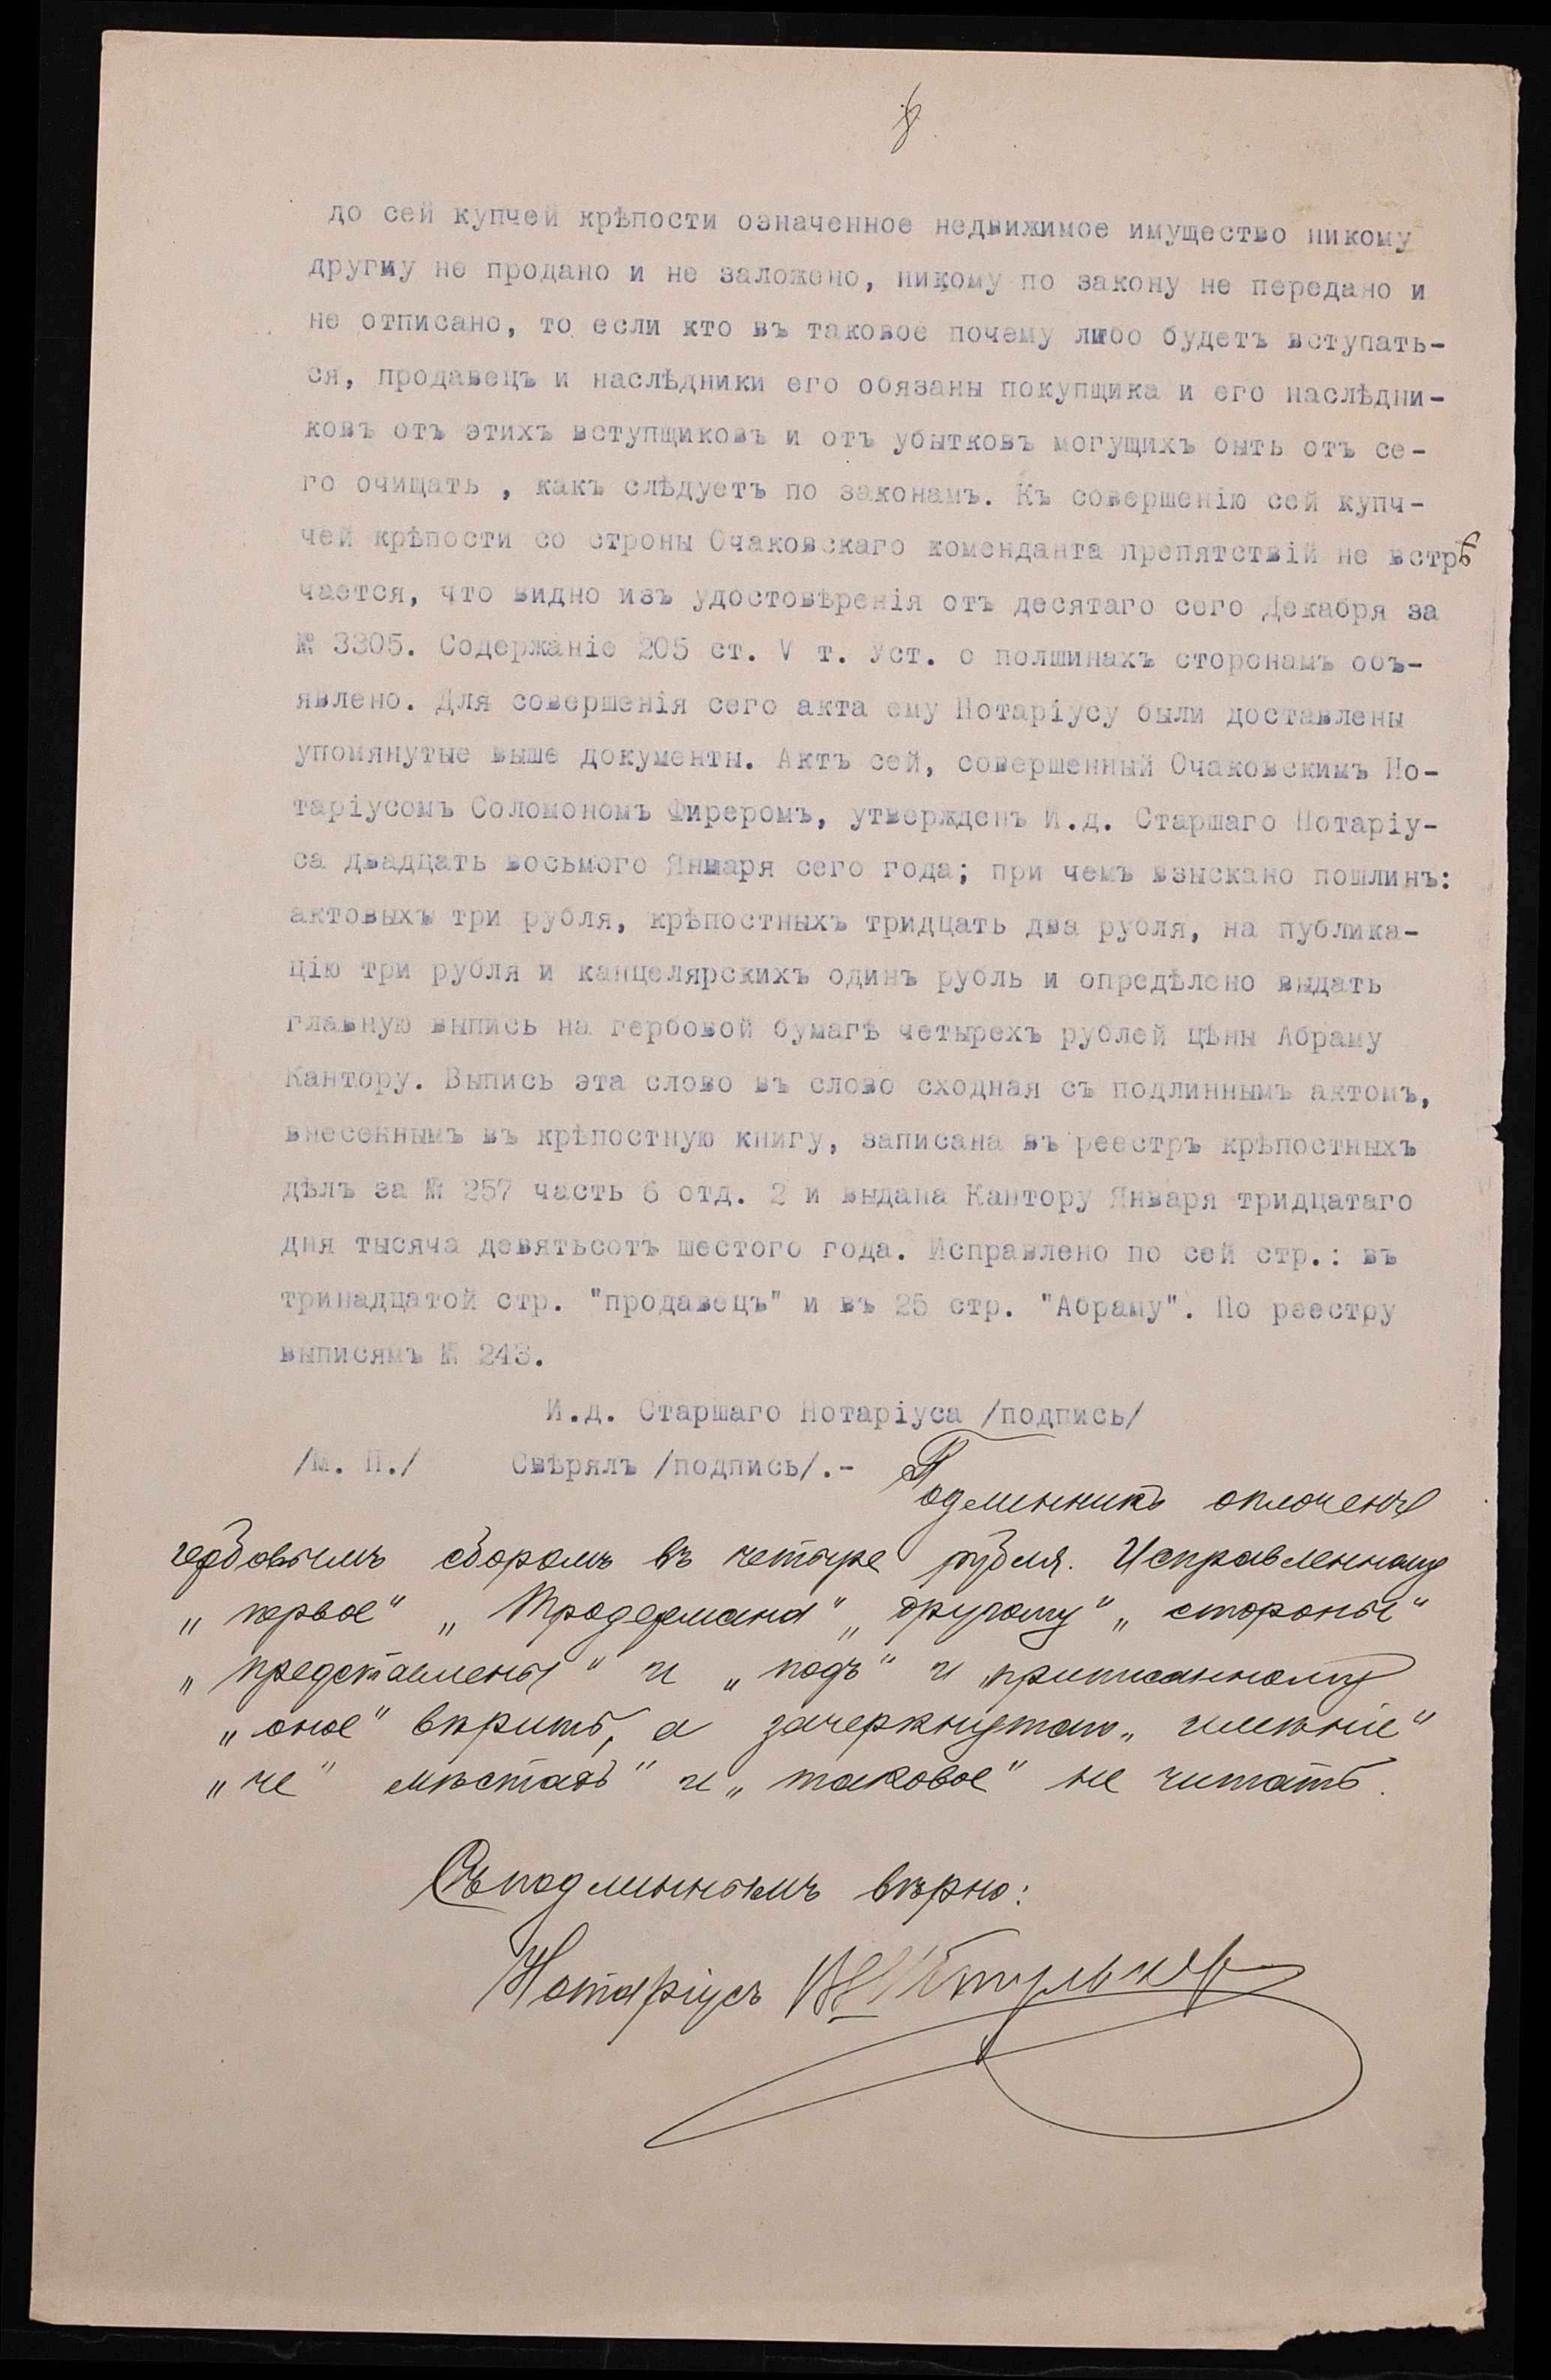 до сей купчей крѣпости означенное недвижимое имущество никому
другиу не продано и не заложено, никому по закону не передано и
не отписано, то если кто въ таковое почему либо будетъ вступать-
ся, продавецъ и наслѣдники его обязаны покупщика и его наслѣдни-
ковъ отъ этихъ вступщиковъ и отъ убытковъ могущихъ быть отъ се-
го очищать , какъ слѣдуетъ по законамъ. Къ совершенію сей купч-
чей крѣпости со строны Очаковскаго коменданта препятствій не встрѣ
чается, что видно изъ удостовѣренія отъ десятаго сего Декабря за
№ 3305. Содержаніе 205 ст. V т. Уст. о полшинахъ сторонамъ объ-
явлено. Для совершенія сего акта ему Нотаріусу были доставлены
упомянутые выше документы. Актъ сей, совершенный Очаковскимъ Но-
таріусомъ Соломономъ Фиреромъ, утвержденъ И.д. Старшаго Нотаріу-
са двадцать восьмого Января сего года; при чемъ взыскано пошлинъ:
актовыхъ три рубля, крѣпостныхъ тридцать два рубля, на публика-
цію три рубля и канцелярскихъ одинъ рубль и опредѣлено выдать
главную выпись на гербовой бумагѣ четырехъ рублей цѣны Абраму
Кантору. Выпись эта слово въ слово сходная съ подлиннымъ актомъ,
внесеннымъ въ крѣпостную книгу, записана въ реестръ крѣпостныхъ
дѣлъ за № 257 часть 6 отд. 2 и выдана Кантору Января тридцатаго
дня тысяча девятьсотъ шестого года. Исправлено по сей стр.: въ
тринадцатой стр. "продавецъ" и въ 25 стр. "Абраму". По реестру
выписямъ № 243.
И.д. Старшаго Нотаріуса /подпись/
/М. П./ Свѣрялъ /подпись/.- Подлинникъ оплоченъ
гербовымъ сборомъ въ четыре рубля. Исправленному
„первое" „Тродермана" „другому" „стороны"
„представлены" и „подъ" и приписанному
„оное" вѣрить, а зачеркнутаго „имѣніе"
„че" мѣстахъ" и „таковое" не читать.
Съ подлиннымъ вѣрно:
Нотаріусъ